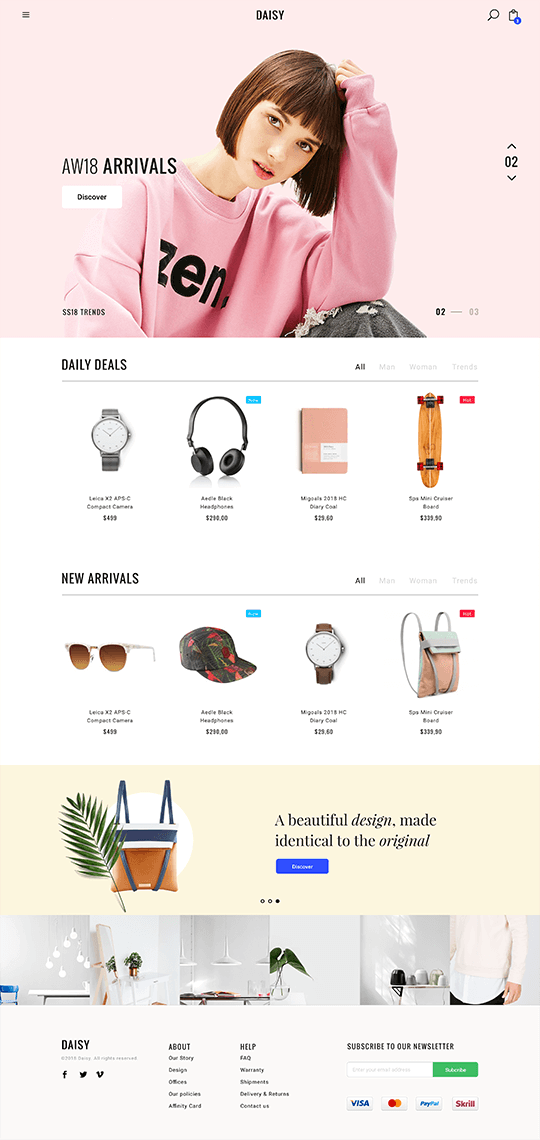 DAISY
2
AW18 ARRIVALS
Discover
02
SS18 TRENDS
02 03
zen.
DAILY DEALS
All Man Woman Trends
New
Hot
Leica X2 APS-C
Compact Camera
$499
Aedle Black
Headphones
$290,00
Migoals 2018 HC
Diary Coal
$29,60
Sps Mini Cruiser
Board
$339,90
NEW ARRIVALS
All Man Woman Trends
New
Hot
Leica X2 APS-C
Compact Camera
$499
Aedle Black
Headphones
$290,00
Migoals 2018 HC
Diary Coal
$29,60
Sps Mini Cruiser
Board
$339,90
A beautiful design, made
identical to the original
Discover
DAISY
©2018 Daisy. All rights reserved.
ABOUT
Our Story
Design
Offices
Our policies
Affinity Card
HELP
FAQ
Warranty
Shipments
Delivery & Returns
Contact us
SUBSCRIBE TO OUR NEWSLETTER
Enter your email address
VISA
MasterCard
PayPal
Skrill